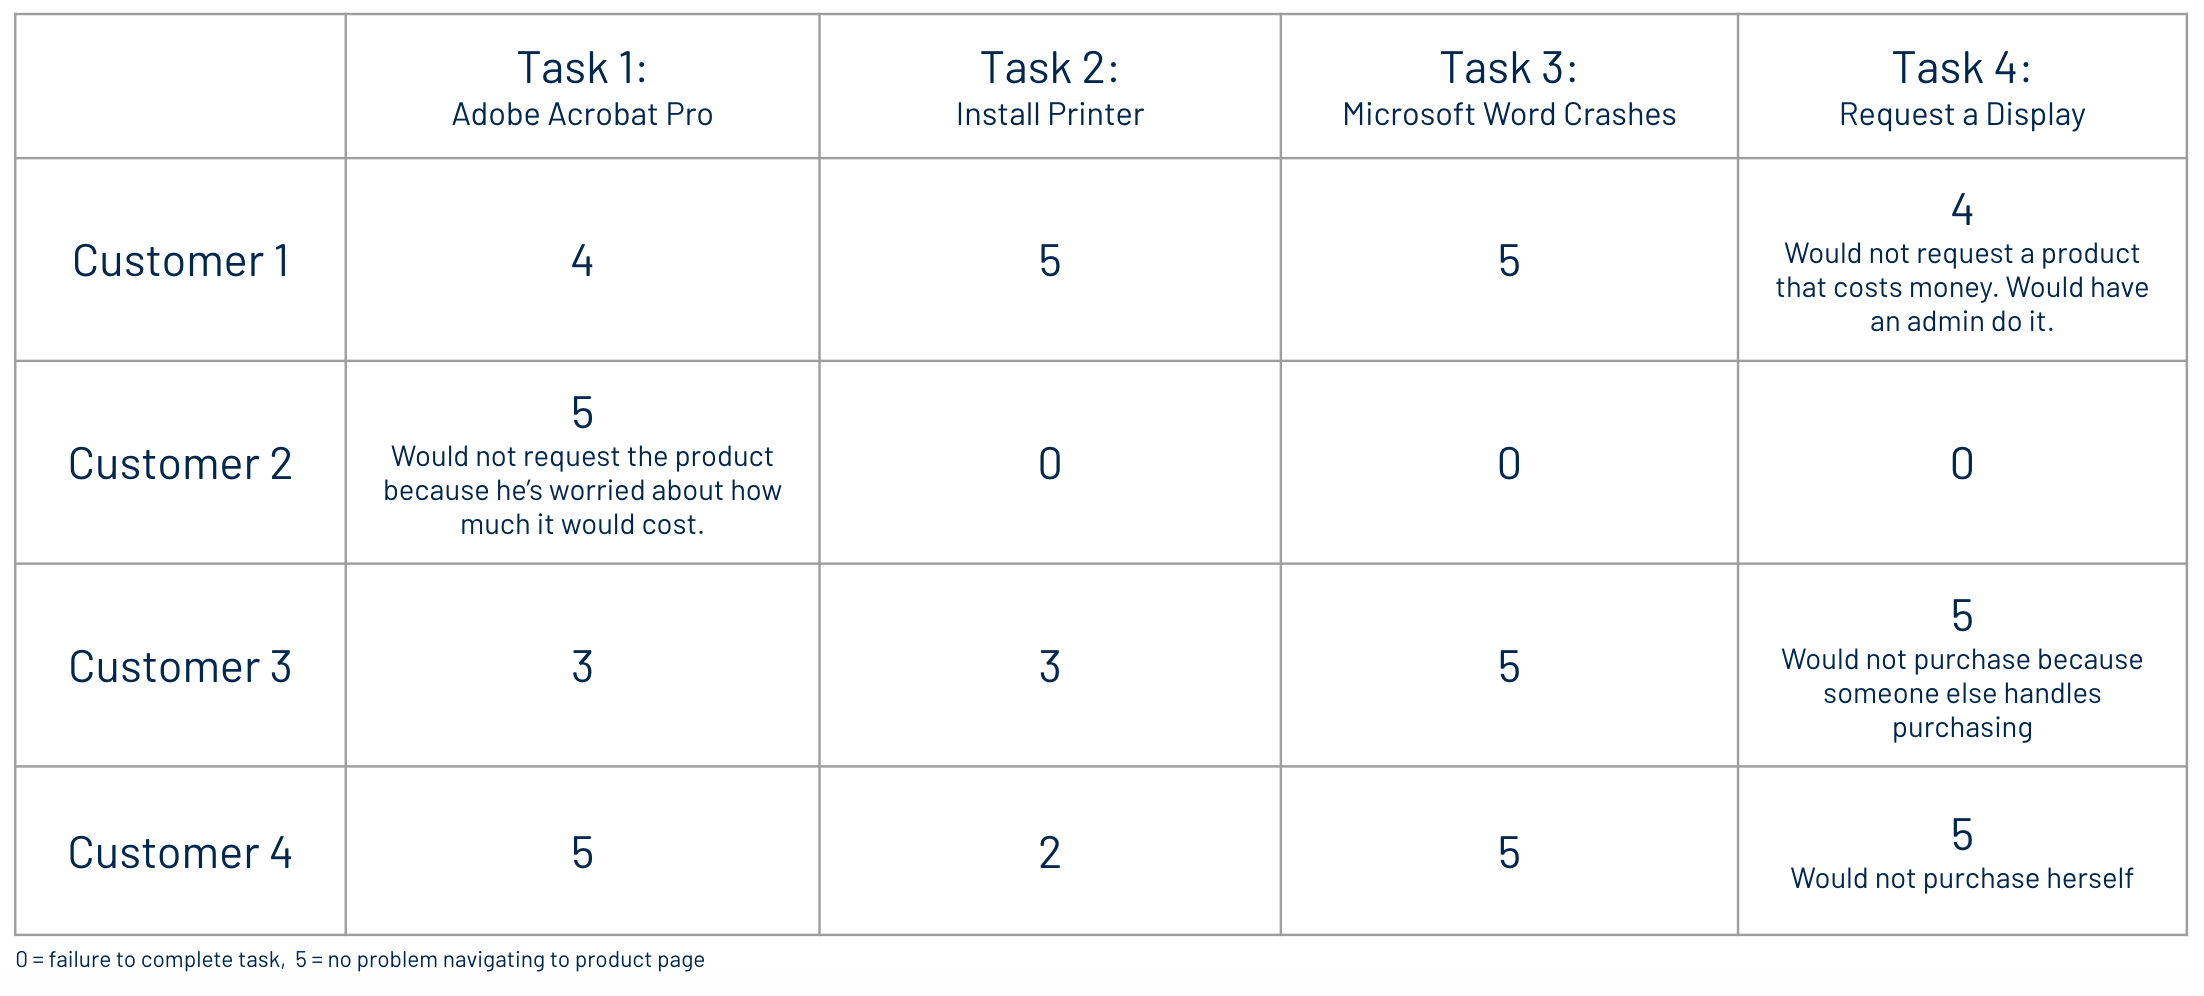 Task 1:
Adobe Acrobat Pro
Task 2:
Install Printer
Task 3:
Microsoft Word Crashes
Task 4:
Request a Display
Customer 1
4
5
5
4
Would not request a product
that costs money. Would have
an admin do it.
Customer 2
5
Would not request the product
because he's worried about how
much it would cost.
0
0
0
Customer 3
3
3
5
5
Would not purchase because
someone else handles
purchasing
Customer 4
5
2
5
5
Would not purchase herself
0 = failure to complete task,  5 = no problem navigating to product page